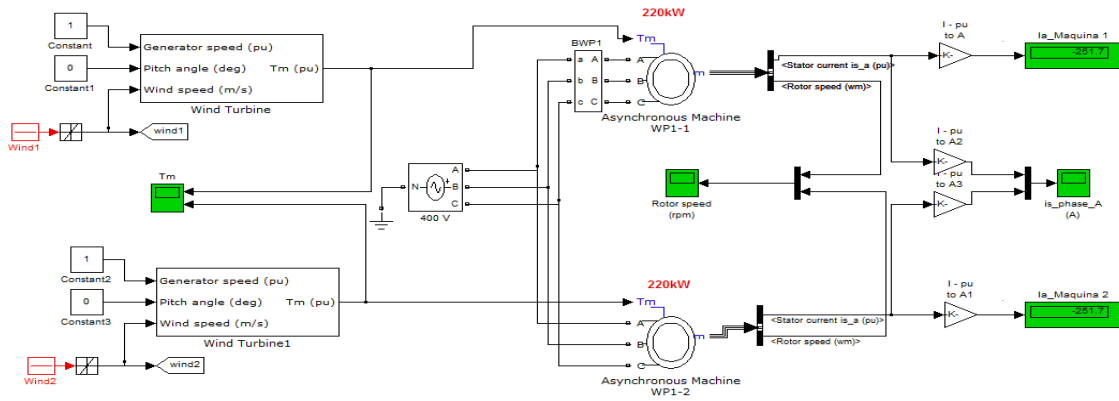 1
Constant
0
Constant1
Generator speed (pu)
Pitch angle (deg)
Wind speed (m/s)
Tm (pu)
Wind Turbine
Wind1
wind1
Tm
N
A
B
C
400 V
BWP1
a
b
c
A
B
C
220kW
Tm
A
B
C
m
Asynchronous Machine
WP1-1
<Stator current is_a (pu)>
<Rotor speed (wm)>
I - pu
to A
K-
Ia_Maquina 1
-251.7
Rotor speed
(rpm)
I - pu
to A2
K-
I - pu
to A3
K-
is_phase_A
(A)
1
Constant2
0
Constant3
Generator speed (pu)
Pitch angle (deg)
Wind speed (m/s)
Tm (pu)
Wind Turbine1
Wind2
wind2
220kW
Tm
A
B
C
m
Asynchronous Machine
WP1-2
<Stator current is_a (pu)>
<Rotor speed (wm)>
I - pu
to A1
K-
Ia_Maquina 2
-251.7